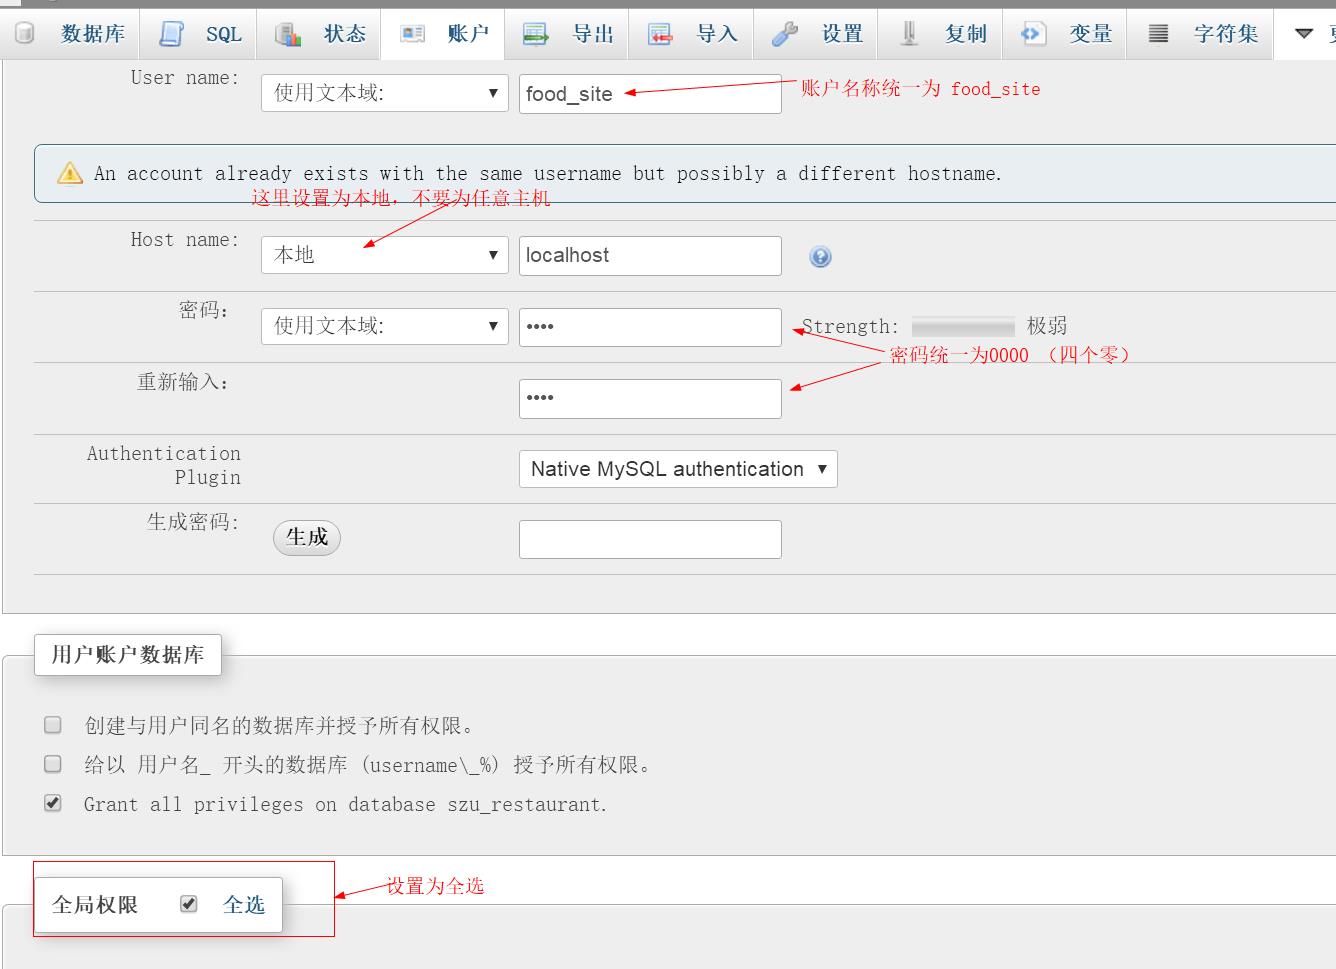 数据库 SQL 状态 账户 导出 导入 设置 复制 变量 字符集
User name: 使用文本域: food_site 账户名称统一为 food_site
An account already exists with the same username but possibly a different hostname.
这里设置为本地，不要为任意主机
Host name: 本地 localhost
密码： 使用文本域: •••• Strength: 极弱
密码统一为0000 （四个零）
重新输入： ••••
Authentication
Plugin Native MySQL authentication
生成密码: 生成
用户账户数据库
创建与用户同名的数据库并授予所有权限。
给以 用户名_ 开头的数据库 (username\_%) 授予所有权限。
Grant all privileges on database szu_restaurant.
设置为全选
全局权限 全选